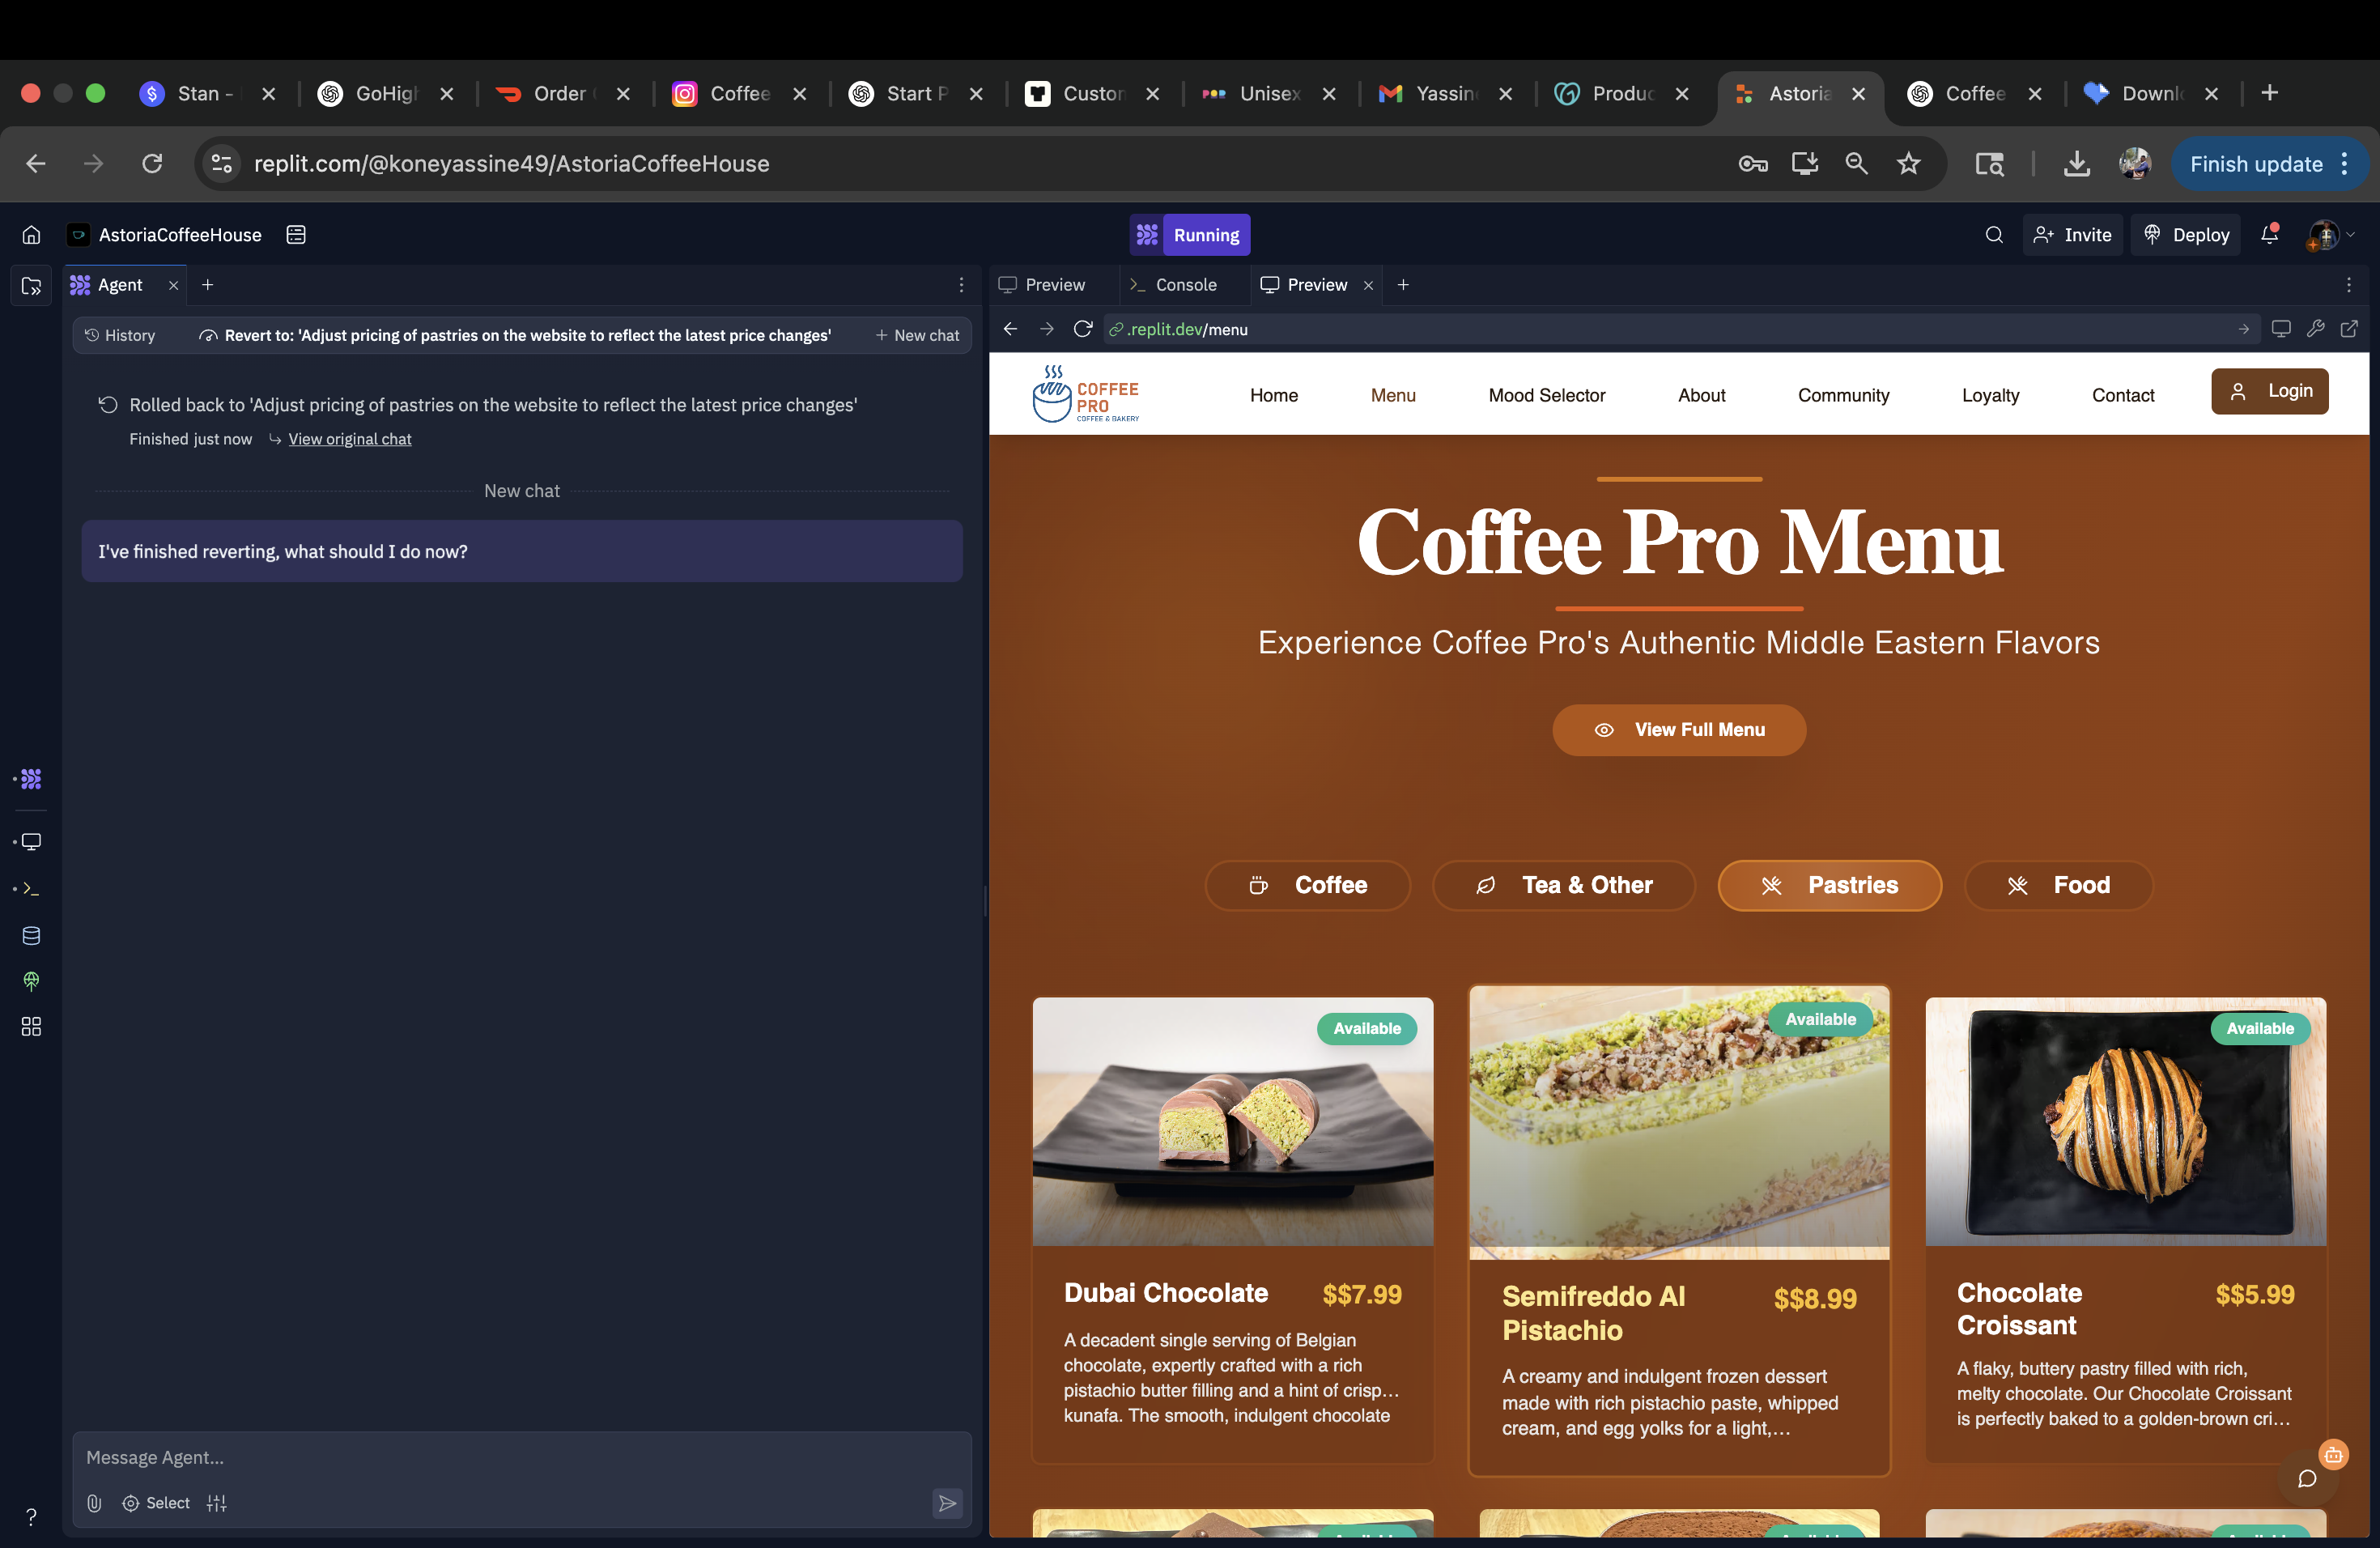 Stan -
GoHigh
Order
Coffee
Start P
Custon
Unisex
Yassin
Produc
Astoria
Coffee
Downl
replit.com/@koneyassine49/AstoriaCoffeeHouse
Finish update
AstoriaCoffeeHouse
Running
Invite
Deploy
Agent
Preview
Console
Preview
History
Revert to: 'Adjust pricing of pastries on the website to reflect the latest price changes'
New chat
.replit.dev/menu
Rolled back to 'Adjust pricing of pastries on the website to reflect the latest price changes'
Finished just now
View original chat
New chat
I've finished reverting, what should I do now?
Message Agent...
Select
?
COFFEE
PRO
COFFEE & BAKERY
Home
Menu
Mood Selector
About
Community
Loyalty
Contact
Login
Coffee Pro Menu
Experience Coffee Pro's Authentic Middle Eastern Flavors
View Full Menu
Coffee
Tea & Other
Pastries
Food
Available
Dubai Chocolate
$$7.99
A decadent single serving of Belgian
chocolate, expertly crafted with a rich
pistachio butter filling and a hint of crisp...
kunafa. The smooth, indulgent chocolate
Available
Semifreddo Al
Pistachio
$$8.99
A creamy and indulgent frozen dessert
made with rich pistachio paste, whipped
cream, and egg yolks for a light,...
Available
Chocolate
Croissant
$$5.99
A flaky, buttery pastry filled with rich,
melty chocolate. Our Chocolate Croissant
is perfectly baked to a golden-brown cri...